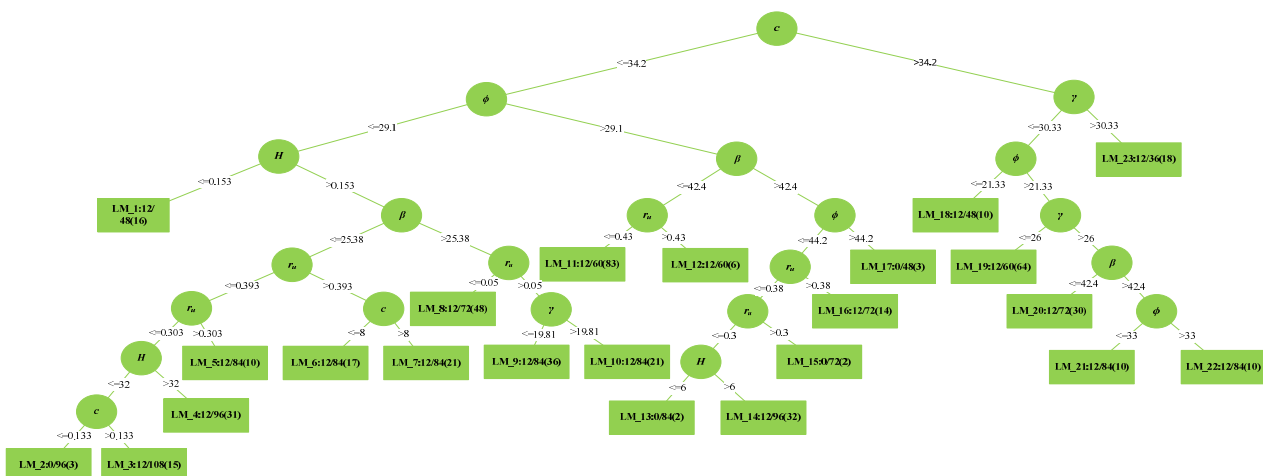 c
<=34.2
>34.2
ϕ
γ
<=29.1
>29.1
<=30.33
>30.33
H
β
ϕ
LM_23:12/36(18)
<=0.153
>0.153
<=42.4
>42.4
<=21.33
>21.33
LM_1:12/
48(16)
β
rᵤ
ϕ
LM_18:12/48(10)
γ
<=25.38
>25.38
<=0.43
>0.43
<=44.2
>44.2
<=26
>26
rᵤ
rᵤ
LM_11:12/60(83)
LM_12:12/60(6)
rᵤ
LM_17:0/48(3)
LM_19:12/60(64)
β
<=0.393
>0.393
<=0.05
>0.05
<=0.38
>0.38
<=42.4
>42.4
rᵤ
c
LM_8:12/72(48)
γ
rᵤ
LM_16:12/72(14)
LM_20:12/72(30)
ϕ
<=0.303
>0.303
<=8
>8
<=19.81
>19.81
<=0.3
>0.3
<=33
>33
H
LM_5:12/84(10)
LM_6:12/84(17)
LM_7:12/84(21)
LM_9:12/84(36)
LM_10:12/84(21)
H
LM_15:0/72(2)
LM_21:12/84(10)
LM_22:12/84(10)
<=32
>32
<=6
>6
c
LM_4:12/96(31)
LM_13:0/84(2)
LM_14:12/96(32)
<=0.133
>0.133
LM_2:0/96(3)
LM_3:12/108(15)